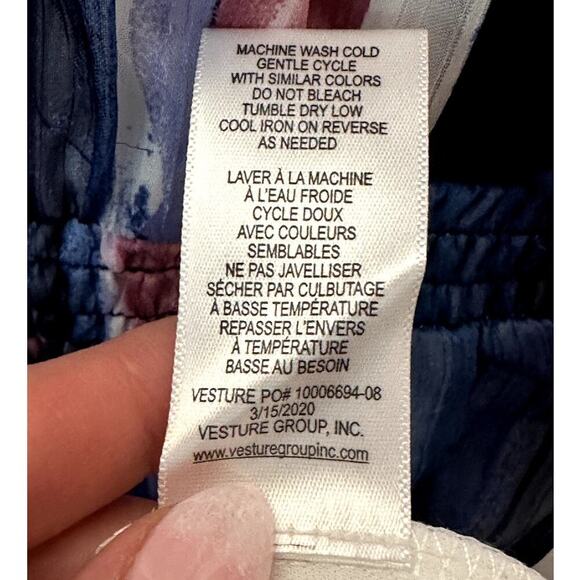 MACHINE WASH COLD
GENTLE CYCLE
WITH SIMILAR COLORS
DO NOT BLEACH
TUMBLE DRY LOW
COOL IRON ON REVERSE
AS NEEDED
LAVER À LA MACHINE
À L'EAU FROIDE
CYCLE DOUX
AVEC COULEURS
SEMBLABLES
NE PAS JAVELLISER
SÉCHER PAR CULBUTAGE
À BASSE TEMPÉRATURE
REPASSER L'ENVERS
À TEMPÉRATURE
BASSE AU BESOIN
VESTURE PO# 10006694-08
3/15/2020
VESTURE GROUP, INC.
www.vesturegroupinc.com